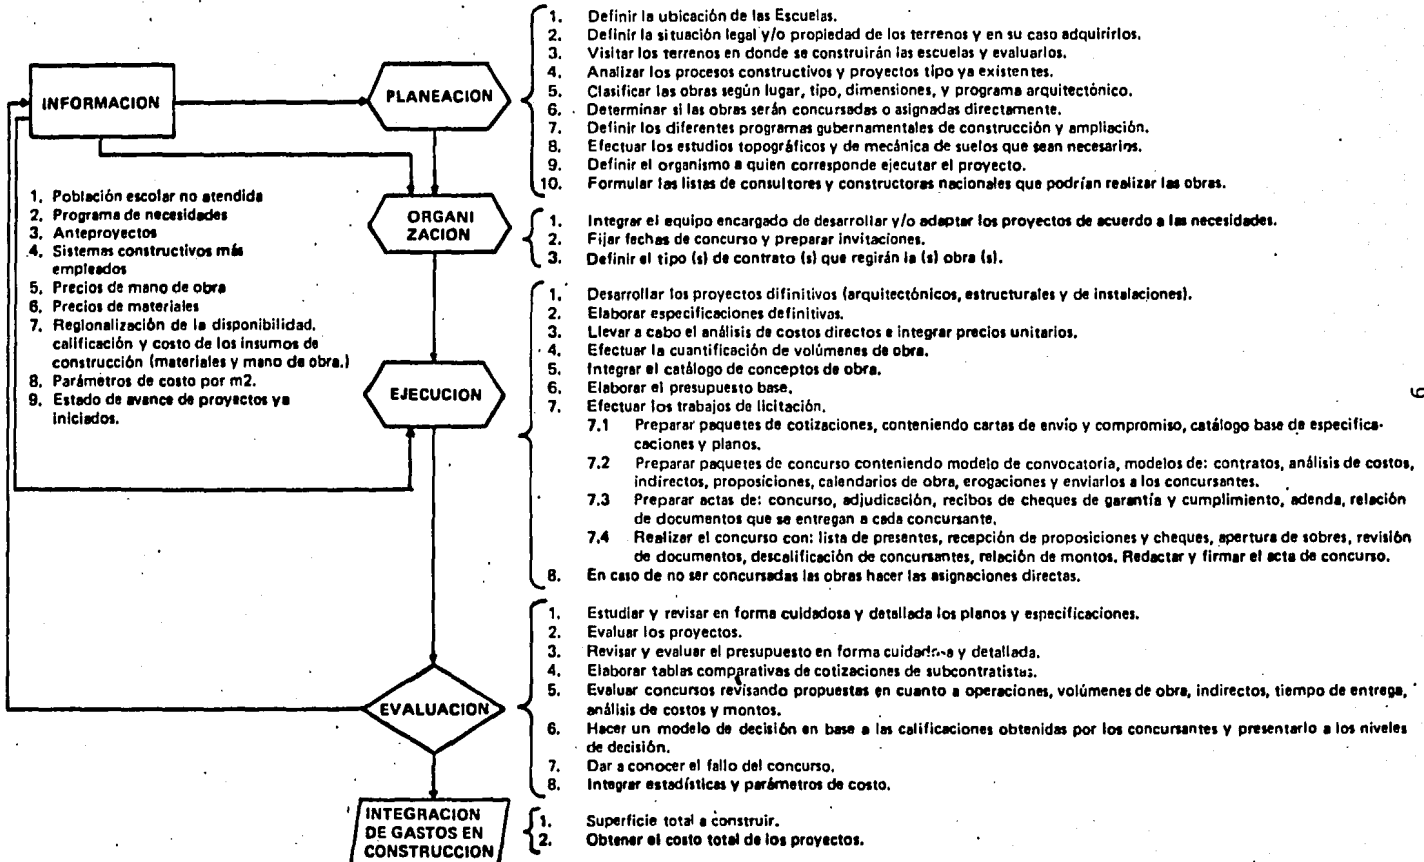 INFORMACION
1. Población escolar no atendida
2. Programa de necesidades
3. Anteproyectos
4. Sistemas constructivos más
empleados
5. Precios de mano de obra
6. Precios de materiales
7. Regionalización de la disponibilidad,
calificación y costo de los insumos de
construcción (materiales y mano de obra.)
8. Parámetros de costo por m2.
9. Estado de avance de proyectos ya
iniciados.
PLANEACION
1. Definir la ubicación de las Escuelas.
2. Definir la situación legal y/o propiedad de los terrenos y en su caso adquirirlos.
3. Visitar los terrenos en donde se construirán las escuelas y evaluarlos.
4. Analizar los procesos constructivos y proyectos tipo ya existentes.
5. Clasificar las obras según lugar, tipo, dimensiones, y programa arquitectónico.
6. Determinar si las obras serán concursadas o asignadas directamente.
7. Definir los diferentes programas gubernamentales de construcción y ampliación.
8. Efectuar los estudios topográficos y de mecánica de suelos que sean necesarios.
9. Definir el organismo a quien corresponde ejecutar el proyecto.
10. Formular las listas de consultores y constructoras nacionales que podrían realizar las obras.
ORGANI
ZACION
1. Integrar el equipo encargado de desarrollar y/o adaptar los proyectos de acuerdo a las necesidades.
2. Fijar fechas de concurso y preparar invitaciones.
3. Definir el tipo (s) de contrato (s) que regirán la (s) obra (s).
EJECUCION
1. Desarrollar los proyectos difinitivos (arquitectónicos, estructurales y de instalaciones).
2. Elaborar especificaciones definitivas.
3. Llevar a cabo el análisis de costos directos e integrar precios unitarios.
4. Efectuar la cuantificación de volúmenes de obra.
5. Integrar el catálogo de conceptos de obra.
6. Elaborar el presupuesto base.
7. Efectuar los trabajos de licitación.
7.1 Preparar paquetes de cotizaciones, conteniendo cartas de envío y compromiso, catálogo base de especifica-
caciones y planos.
7.2 Preparar paquetes de concurso conteniendo modelo de convocatoria, modelos de: contratos, análisis de costos,
indirectos, proposiciones, calendarios de obra, erogaciones y enviarlos a los concursantes.
7.3 Preparar actas de: concurso, adjudicación, recibos de cheques de garantía y cumplimiento, adenda, relación
de documentos que se entregan a cada concursante.
7.4 Realizar el concurso con: lista de presentes, recepción de proposiciones y cheques, apertura de sobres, revisión
de documentos, descalificación de concursantes, relación de montos. Redactar y firmar el acta de concurso.
8. En caso de no ser concursadas las obras hacer las asignaciones directas.
9
EVALUACION
1. Estudiar y revisar en forma cuidadosa y detallada los planos y especificaciones.
2. Evaluar los proyectos.
3. Revisar y evaluar el presupuesto en forma cuidadosa y detallada.
4. Elaborar tablas comparativas de cotizaciones de subcontratistas.
5. Evaluar concursos revisando propuestas en cuanto a operaciones, volúmenes de obra, indirectos, tiempo de entrega,
análisis de costos y montos.
6. Hacer un modelo de decisión en base a las calificaciones obtenidas por los concursantes y presentarlo a los niveles
de decisión.
7. Dar a conocer el fallo del concurso.
8. Integrar estadísticas y parámetros de costo.
INTEGRACION
DE GASTOS EN
CONSTRUCCION
1. Superficie total a construir.
2. Obtener el costo total de los proyectos.